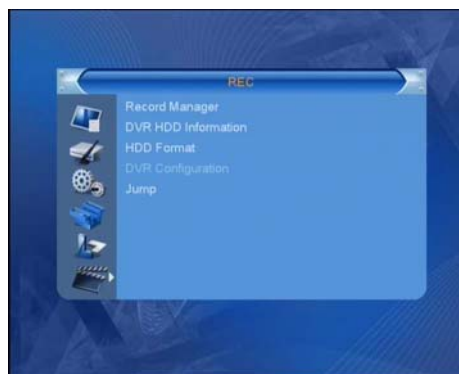 REC
Record Manager
DVR HDD Information
HDD Format
DVR Configuration
Jump